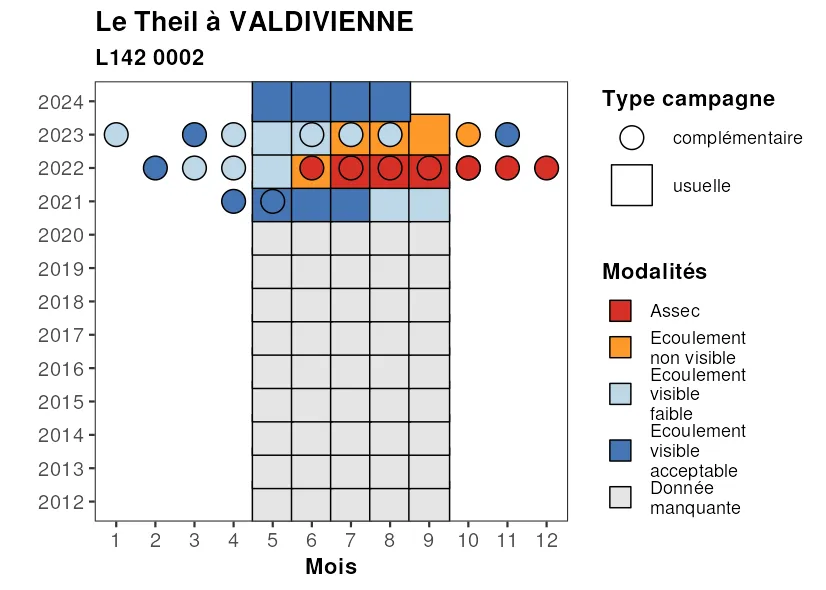 Le Theil à VALDIVIENNE
L142 0002
2024
2023
2022
2021
2020
2019
2018
2017
2016
2015
2014
2013
2012
1 2 3 4 5 6 7 8 9 10 11 12
Mois
Type campagne
complémentaire
usuelle
Modalités
Assec
Ecoulement
non visible
Ecoulement
visible
faible
Ecoulement
visible
acceptable
Donnée
manquante